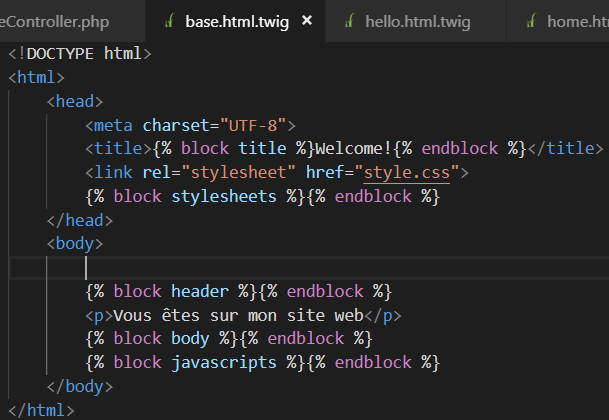 eController.php base.html.twig × hello.html.twig home.ht
<!DOCTYPE html>
<html>
<head>
<meta charset="UTF-8">
<title>{% block title %}Welcome!{% endblock %}</title>
<link rel="stylesheet" href="style.css">
{% block stylesheets %}{% endblock %}
</head>
<body>
{% block header %}{% endblock %}
<p>Vous êtes sur mon site web</p>
{% block body %}{% endblock %}
{% block javascripts %}{% endblock %}
</body>
</html>